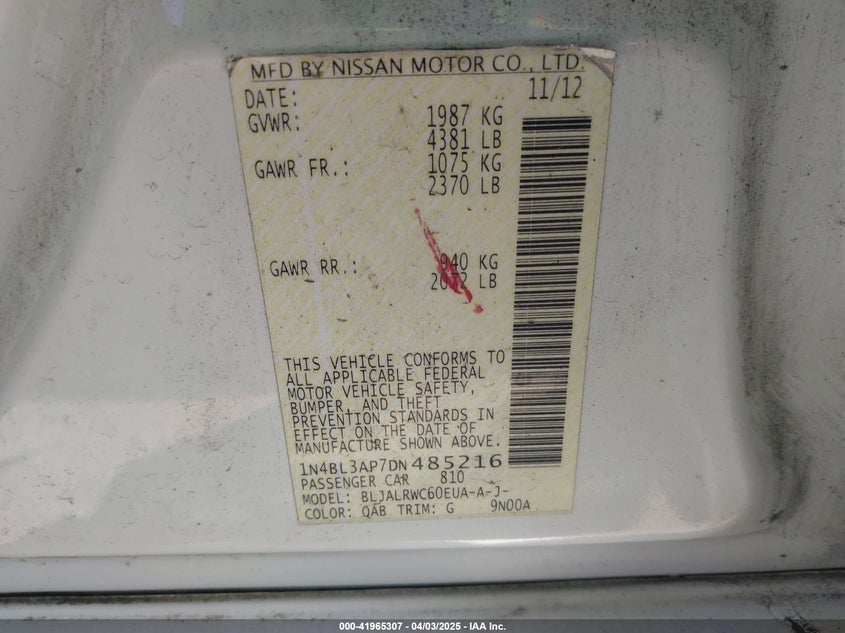 MFD BY NISSAN MOTOR CO., LTD.
DATE: 11/12
GVWR: 1987 KG
4381 LB
GAWR FR.: 1075 KG
2370 LB
GAWR RR.: 940 KG
2072 LB
THIS VEHICLE CONFORMS TO
ALL APPLICABLE FEDERAL
MOTOR VEHICLE SAFETY,
BUMPER, AND THEFT
PREVENTION STANDARDS IN
EFFECT ON THE DATE OF
MANUFACTURE SHOWN ABOVE.
1N4BL3AP7DN485216
PASSENGER CAR 810
MODEL: BLJALRWC60EUA-A-J-
COLOR: QAB TRIM: G 9N00A
000-41965307 - 04/03/2025 - IAA Inc.